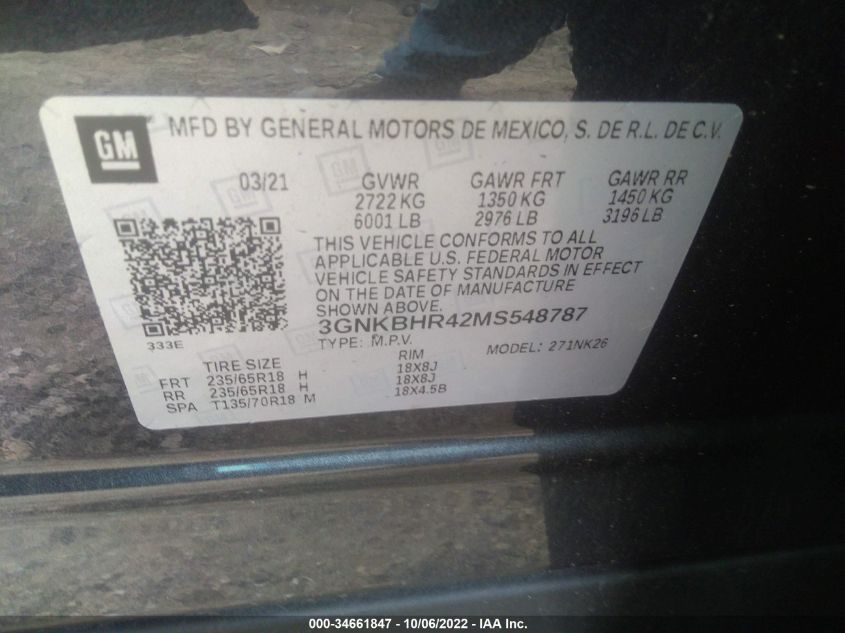 GM MFD BY GENERAL MOTORS DE MEXICO, S. DE R.L. DE C.V.
03/21 GVWR GAWR FRT GAWR RR
2722 KG 1350 KG 1450 KG
6001 LB 2976 LB 3196 LB
THIS VEHICLE CONFORMS TO ALL
APPLICABLE U.S. FEDERAL MOTOR
VEHICLE SAFETY STANDARDS IN EFFECT
ON THE DATE OF MANUFACTURE
SHOWN ABOVE.
333E 3GNKBHR42MS548787
TYPE: M.P.V. MODEL: 271NK26
TIRE SIZE RIM
FRT 235/65R18 H 18X8J
RR 235/65R18 H 18X8J
SPA T135/70R18 M 18X4.5B
000-34661847 - 10/06/2022 - IAA Inc.